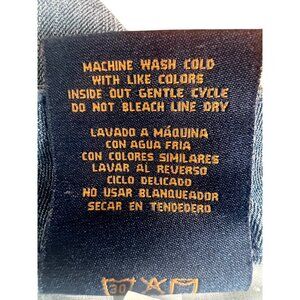 MACHINE WASH COLD
WITH LIKE COLORS
INSIDE OUT GENTLE CYCLE
DO NOT BLEACH LINE DRY
LAVADO A MÁQUINA
CON AGUA FRIA
CON COLORES SIMILARES
LAVAR AL REVERSO
CICLO DELICADO
NO USAR BLANQUEADOR
SECAR EN TENDEDERO
30